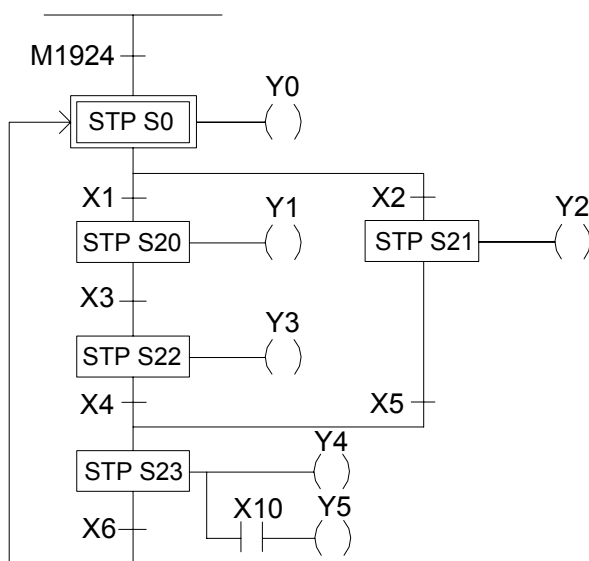 M1924
Y0
STP S0
X1
X2
Y1
Y2
STP S20
STP S21
X3
Y3
STP S22
X4
X5
Y4
STP S23
X10
Y5
X6